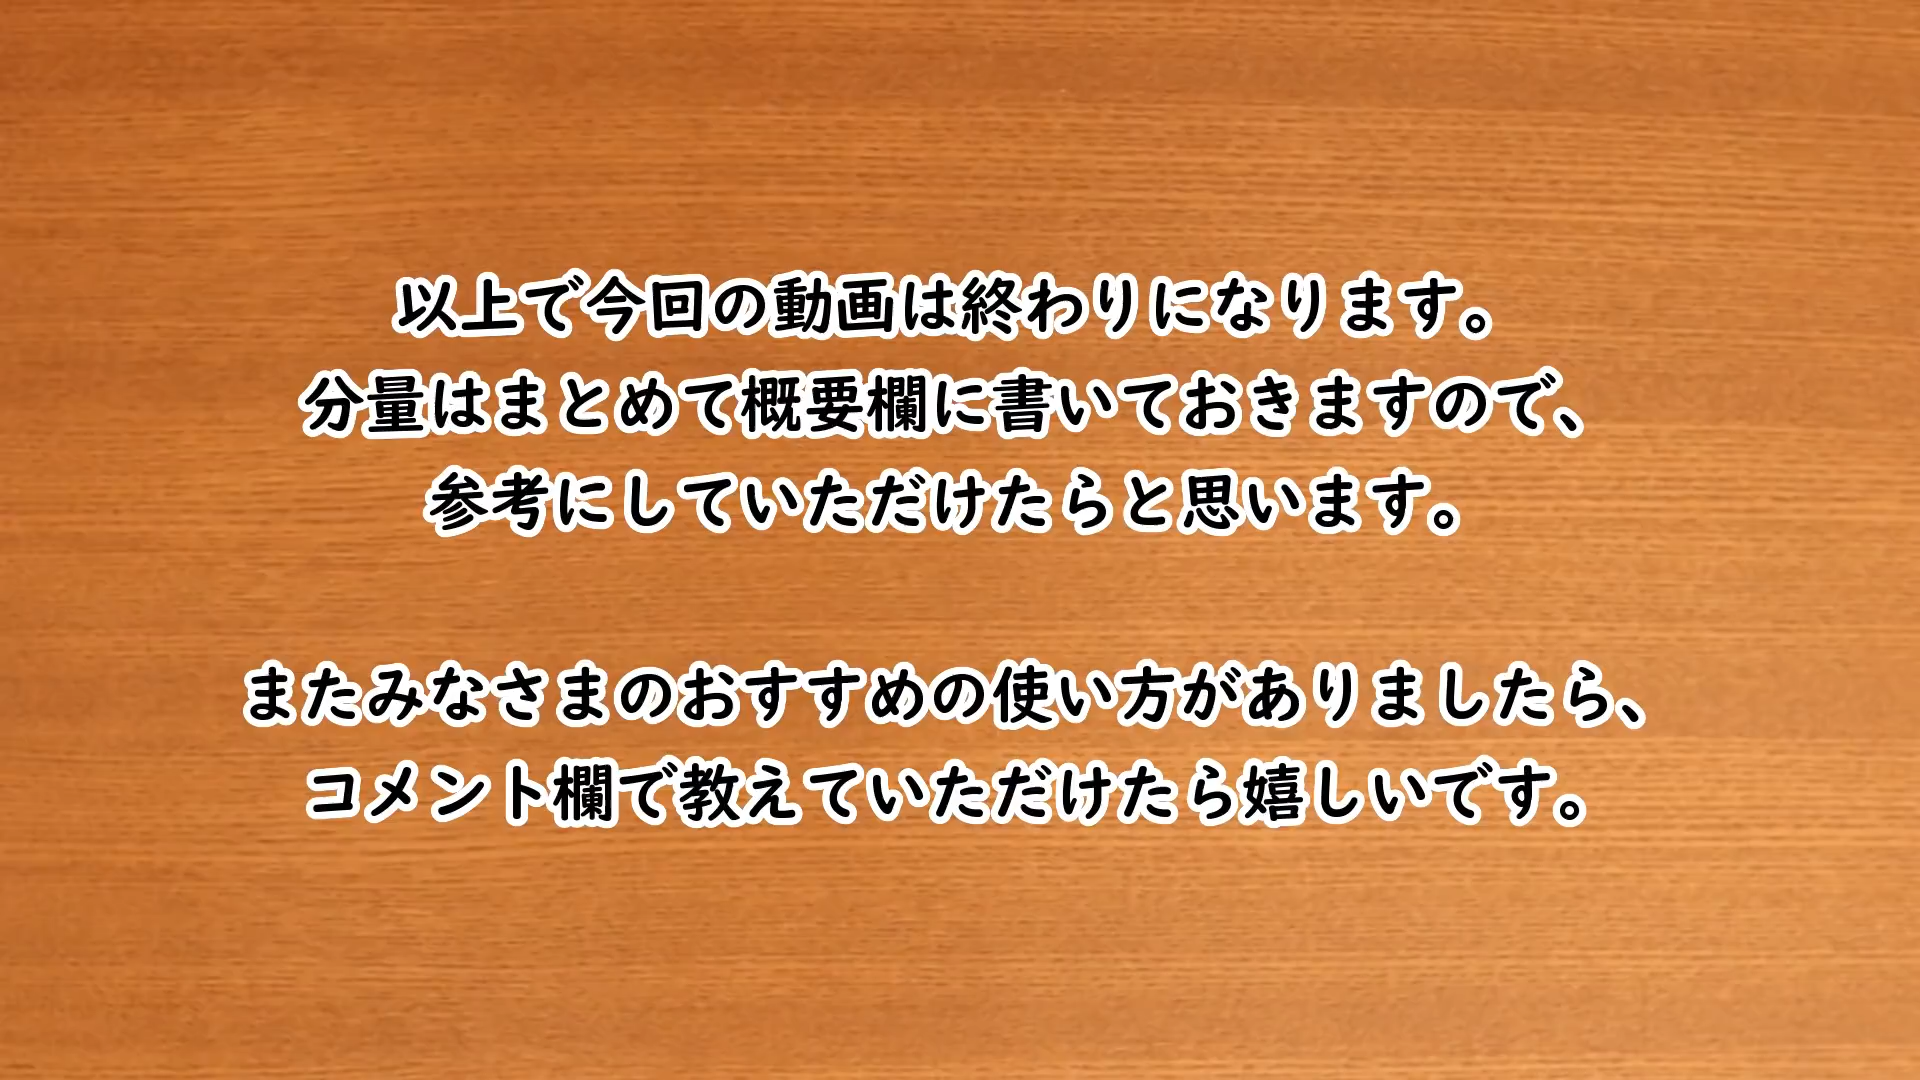 以上で今回の動画は終わりになります。
分量はまとめて概要欄に書いておきますので、
参考にしていただけたらと思います。
またみなさまのおすすめの使い方がありましたら、
コメント欄で教えていただけたら嬉しいです。